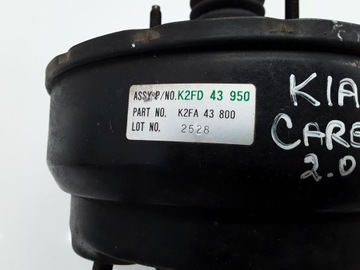 ASSY P/NO. K2FD 43 950
PART NO. K2FA 43 800
LOT NO. 2528
KIA
CARE
2.0